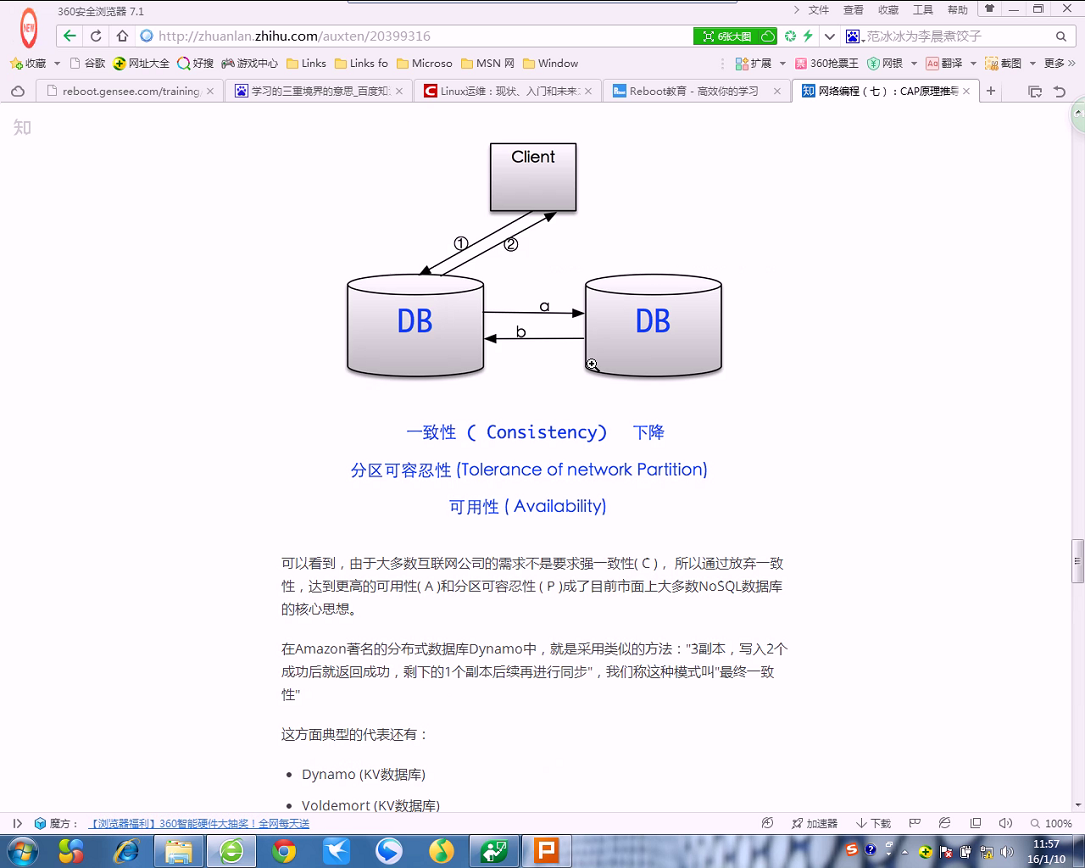 360安全浏览器 7.1
文件 查看 收藏 工具 帮助
NEW
http://zhuanlan.zhihu.com/auxten/20399316
6张大图
范冰冰为李晨煮饺子
收藏 谷歌 网址大全 好搜 游戏中心 Links Links fo Microso MSN 网 Window
扩展 360抢票王 网银 翻译 截图 更多 »
reboot.gensee.com/training
学习的三重境界的意思_百度知
Linux运维：现状、入门和未来
Reboot教育 - 高效你的学习
网络编程（七）：CAP原理推导
知
Client
① ②
DB
a
b
DB
一致性 ( Consistency) 下降
分区可容忍性 (Tolerance of network Partition)
可用性 ( Availability)
可以看到，由于大多数互联网公司的需求不是要求强一致性( C )， 所以通过放弃一致
性，达到更高的可用性( A )和分区可容忍性 ( P )成了目前市面上大多数NoSQL数据库
的核心思想。
在Amazon著名的分布式数据库Dynamo中，就是采用类似的方法："3副本，写入2个
成功后就返回成功，剩下的1个副本后续再进行同步"，我们称这种模式叫"最终一致
性"
这方面典型的代表还有：
• Dynamo (KV数据库)
• Voldemort (KV数据库)
魔方： 【浏览器福利】360智能硬件大抽奖！全网每天送
加速器 下载 100%
11:57
16/1/10